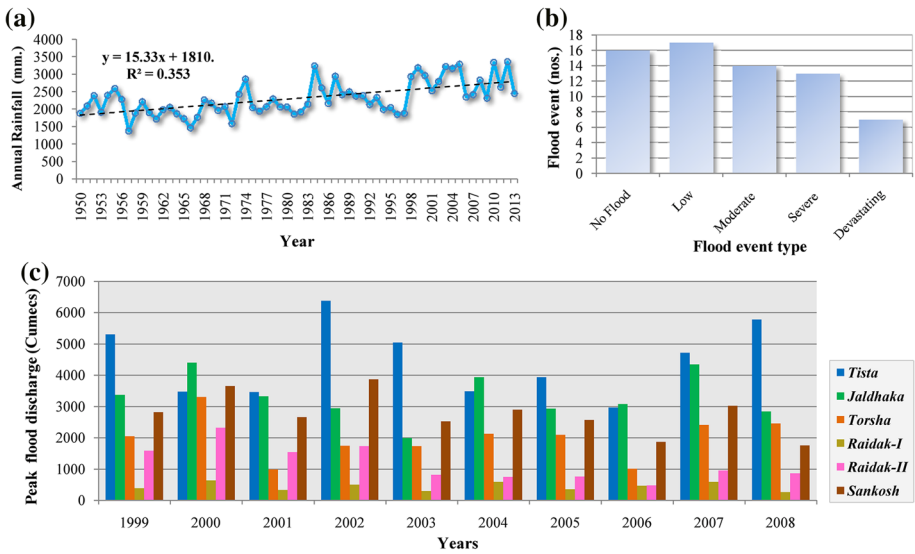 (a)
y = 15.33x + 1810.
R² = 0.353
Annual Rainfall (mm.)
4000
3500
3000
2500
2000
1500
1000
500
0
1950 1953 1956 1959 1962 1965 1968 1971 1974 1977 1980 1983 1986 1989 1992 1995 1998 2001 2004 2007 2010 2013
Year
(b)
Flood event (nos.)
18
16
14
12
10
8
6
4
2
0
No Flood Low Moderate Severe Devastating
Flood event type
(c)
Peak flood discharge (Cumecs)
7000
6000
5000
4000
3000
2000
1000
0
1999 2000 2001 2002 2003 2004 2005 2006 2007 2008
Years
Tista
Jaldhaka
Torsha
Raidak-I
Raidak-II
Sankosh